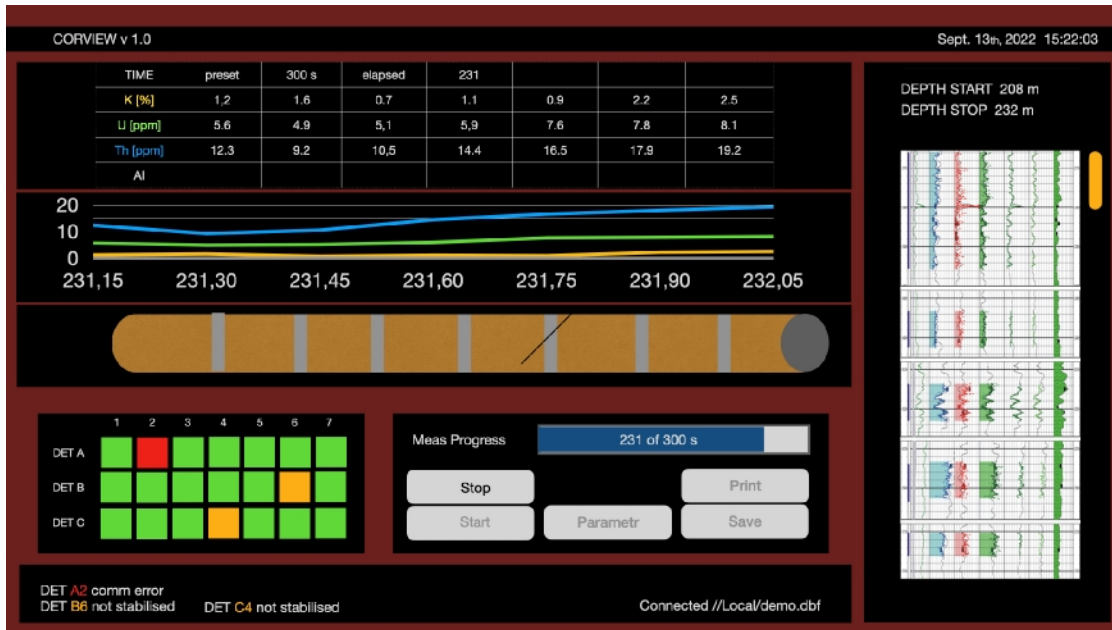 CORVIEW v 1.0
Sept. 13th, 2022 15:22:03
TIME preset 300 s elapsed 231
K [%] 1,2 1.6 0.7 1.1 0.9 2.2 2.5
U [ppm] 5.6 4.9 5,1 5,9 7.6 7.8 8.1
Th [ppm] 12.3 9.2 10,5 14.4 16.5 17.9 19.2
Al
DEPTH START 208 m
DEPTH STOP 232 m
20
10
0
231,15 231,30 231,45 231,60 231,75 231,90 232,05
1 2 3 4 5 6 7
DET A
DET B
DET C
Meas Progress 231 of 300 s
Stop Print
Start Parametr Save
DET A2 comm error
DET B6 not stabilised DET C4 not stabilised
Connected //Local/demo.dbf